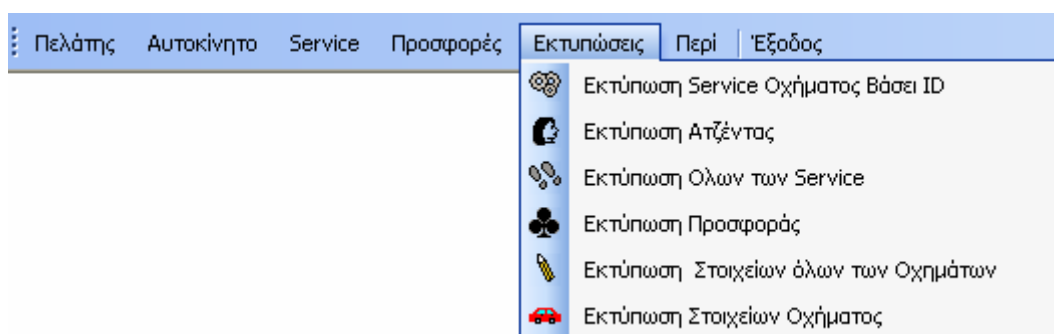 Πελάτης Αυτοκίνητο Service Προσφορές Εκτυπώσεις Περί Έξοδος
Εκτύπωση Service Οχήματος Βάσει ID
Εκτύπωση Ατζέντας
Εκτύπωση Ολων των Service
Εκτύπωση Προσφοράς
Εκτύπωση Στοιχείων όλων των Οχημάτων
Εκτύπωση Στοιχείων Οχήματος